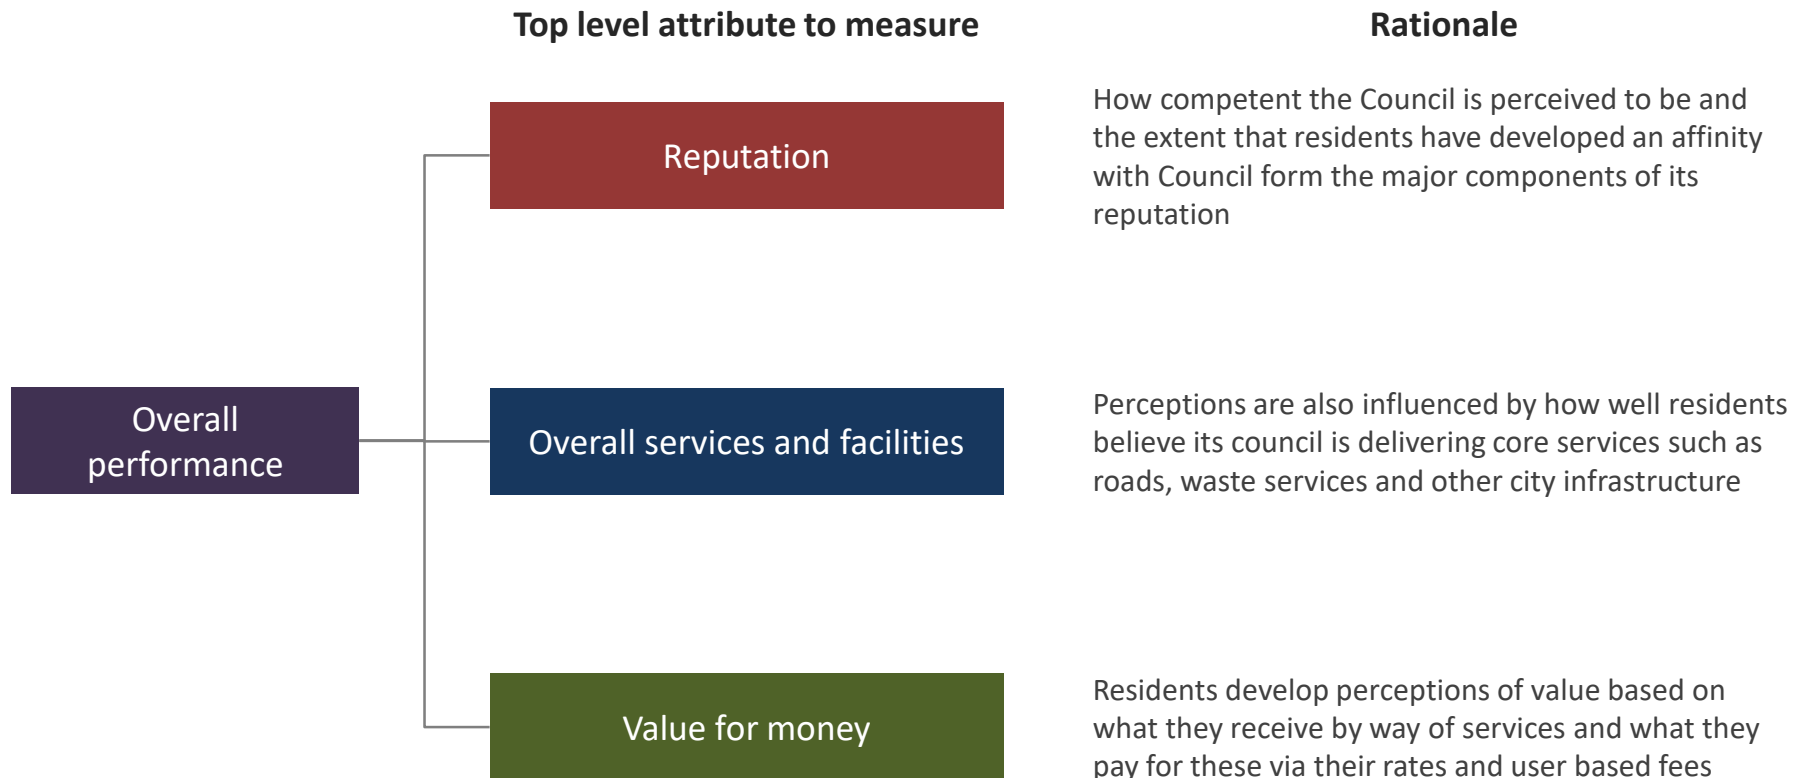 Top level attribute to measure
Rationale
Reputation
How competent the Council is perceived to be and
the extent that residents have developed an affinity
with Council form the major components of its
reputation
Overall
performance
Overall services and facilities
Perceptions are also influenced by how well residents
believe its council is delivering core services such as
roads, waste services and other city infrastructure
Value for money
Residents develop perceptions of value based on
what they receive by way of services and what they
pay for these via their rates and user based fees